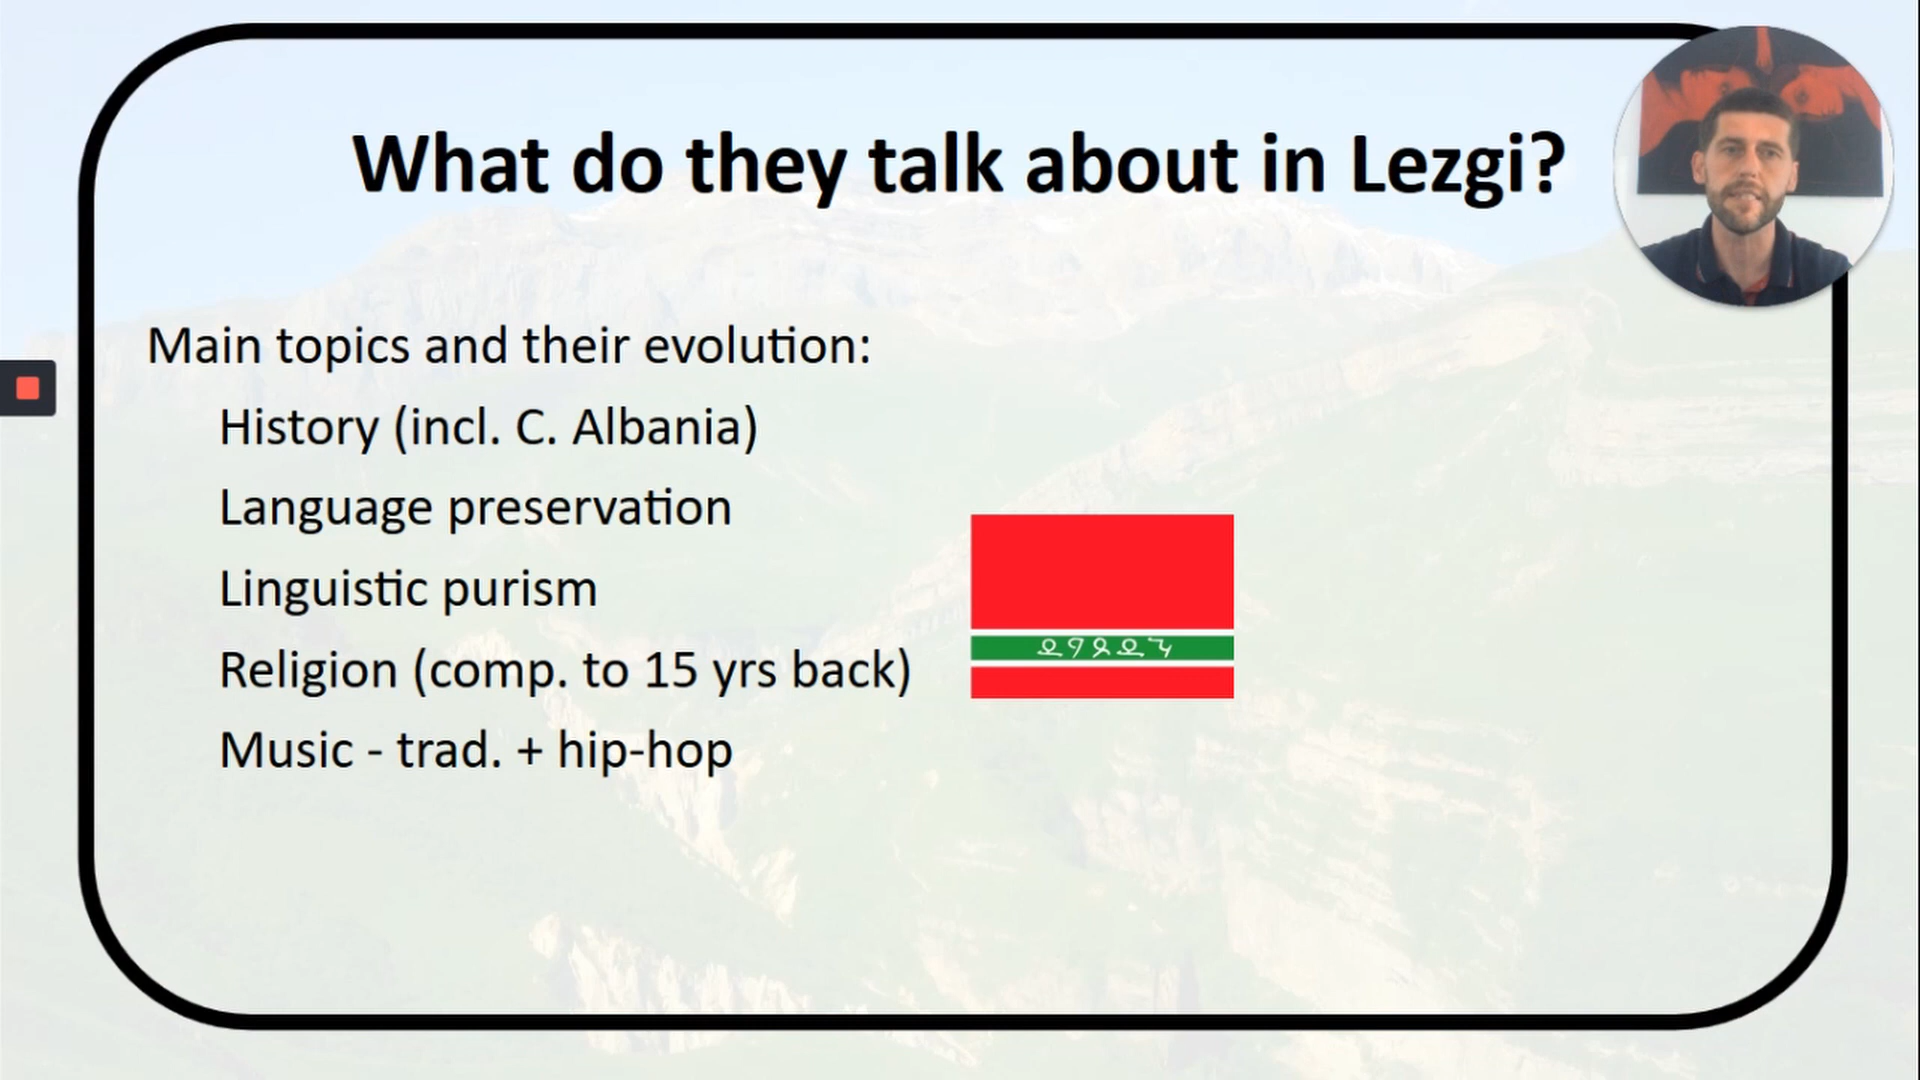 What do they talk about in Lezgi?
Main topics and their evolution:
History (incl. C. Albania)
Language preservation
Linguistic purism
Religion (comp. to 15 yrs back)
Music - trad. + hip-hop